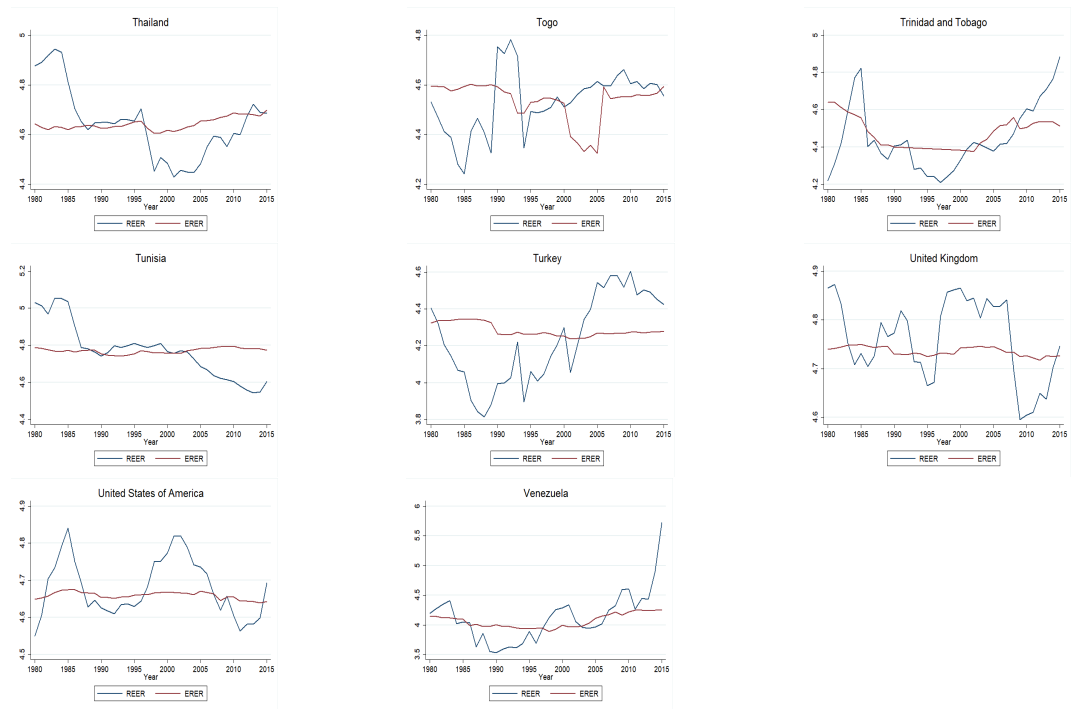 Thailand
5
4.8
4.6
4.4
1980 1985 1990 1995 2000 2005 2010 2015
Year
REER ERER
Togo
4.8
4.6
4.4
4.2
1980 1985 1990 1995 2000 2005 2010 2015
Year
REER ERER
Trinidad and Tobago
5
4.8
4.6
4.4
4.2
1980 1985 1990 1995 2000 2005 2010 2015
Year
REER ERER
Tunisia
5.2
5
4.8
4.6
4.4
1980 1985 1990 1995 2000 2005 2010 2015
Year
REER ERER
Turkey
4.6
4.4
4.2
4
3.8
1980 1985 1990 1995 2000 2005 2010 2015
Year
REER ERER
United Kingdom
4.9
4.8
4.7
4.6
1980 1985 1990 1995 2000 2005 2010 2015
Year
REER ERER
United States of America
4.9
4.8
4.7
4.6
4.5
1980 1985 1990 1995 2000 2005 2010 2015
Year
REER ERER
Venezuela
6
5.5
5
4.5
4
3.5
1980 1985 1990 1995 2000 2005 2010 2015
Year
REER ERER